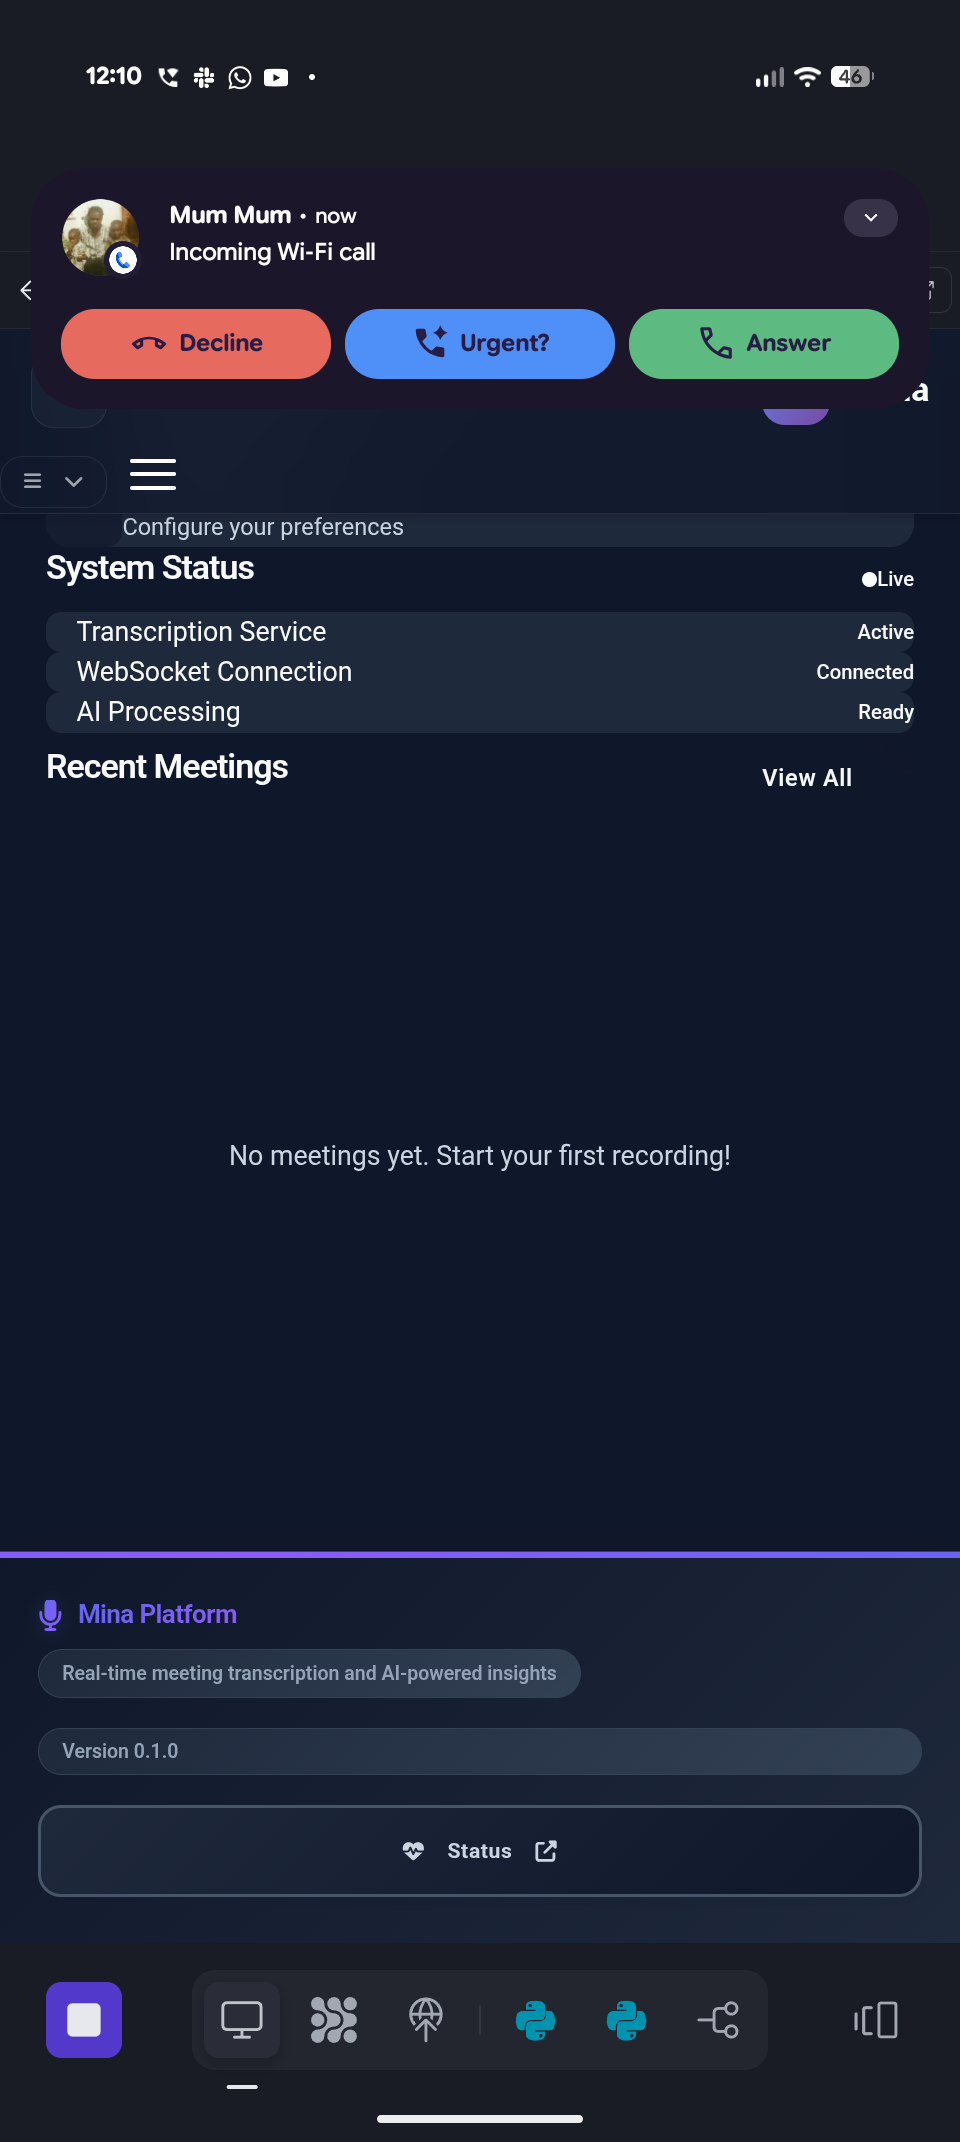 12:10
46
Mum Mum • now
Incoming Wi-Fi call
Decline
Urgent?
Answer
a
Configure your preferences
System Status
Live
Transcription Service
Active
WebSocket Connection
Connected
AI Processing
Ready
Recent Meetings
View All
No meetings yet. Start your first recording!
Mina Platform
Real-time meeting transcription and AI-powered insights
Version 0.1.0
Status